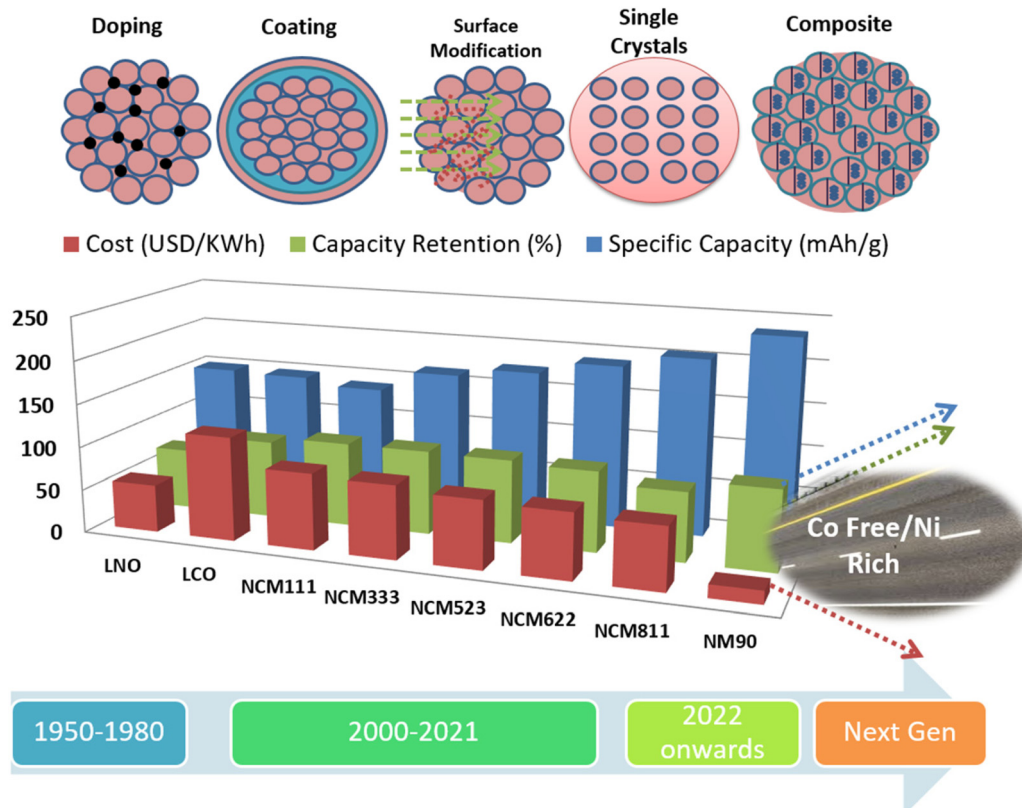 Doping
Coating
Surface
Modification
Single
Crystals
Composite
Cost (USD/KWh)
Capacity Retention (%)
Specific Capacity (mAh/g)
250
200
150
100
50
0
LNO
LCO
NCM111
NCM333
NCM523
NCM622
NCM811
NM90
Co Free/Ni
Rich
1950-1980
2000-2021
2022
onwards
Next Gen